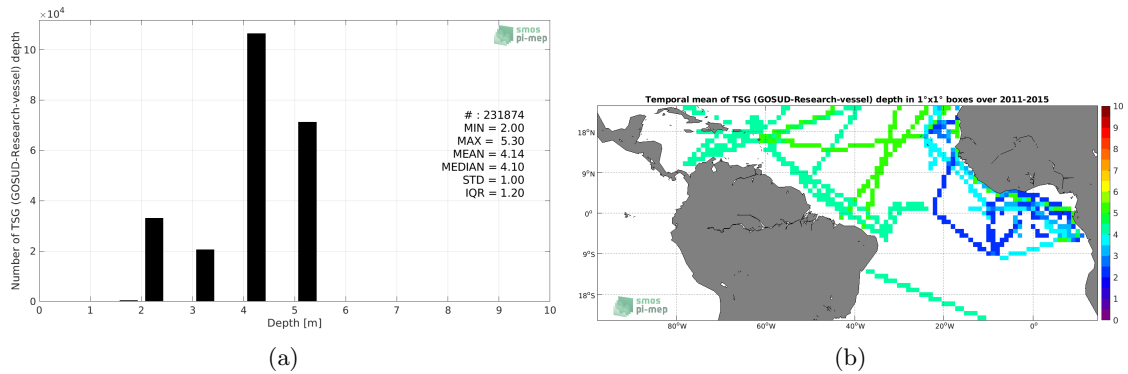 ×10⁴
smos
pi-mep
Number of TSG (GOSUD-Research-vessel) depth
10
8
6
4
2
0
# : 231874
MIN = 2.00
MAX = 5.30
MEAN = 4.14
MEDIAN = 4.10
STD = 1.00
IQR = 1.20
0 1 2 3 4 5 6 7 8 9 10
Depth [m]
(a)
Temporal mean of TSG (GOSUD-Research-vessel) depth in 1°x1° boxes over 2011-2015
18°N
9°N
0°
9°S
18°S
smos
pi-mep
80°W 60°W 40°W 20°W 0°
10
9
8
7
6
5
4
3
2
1
0
(b)